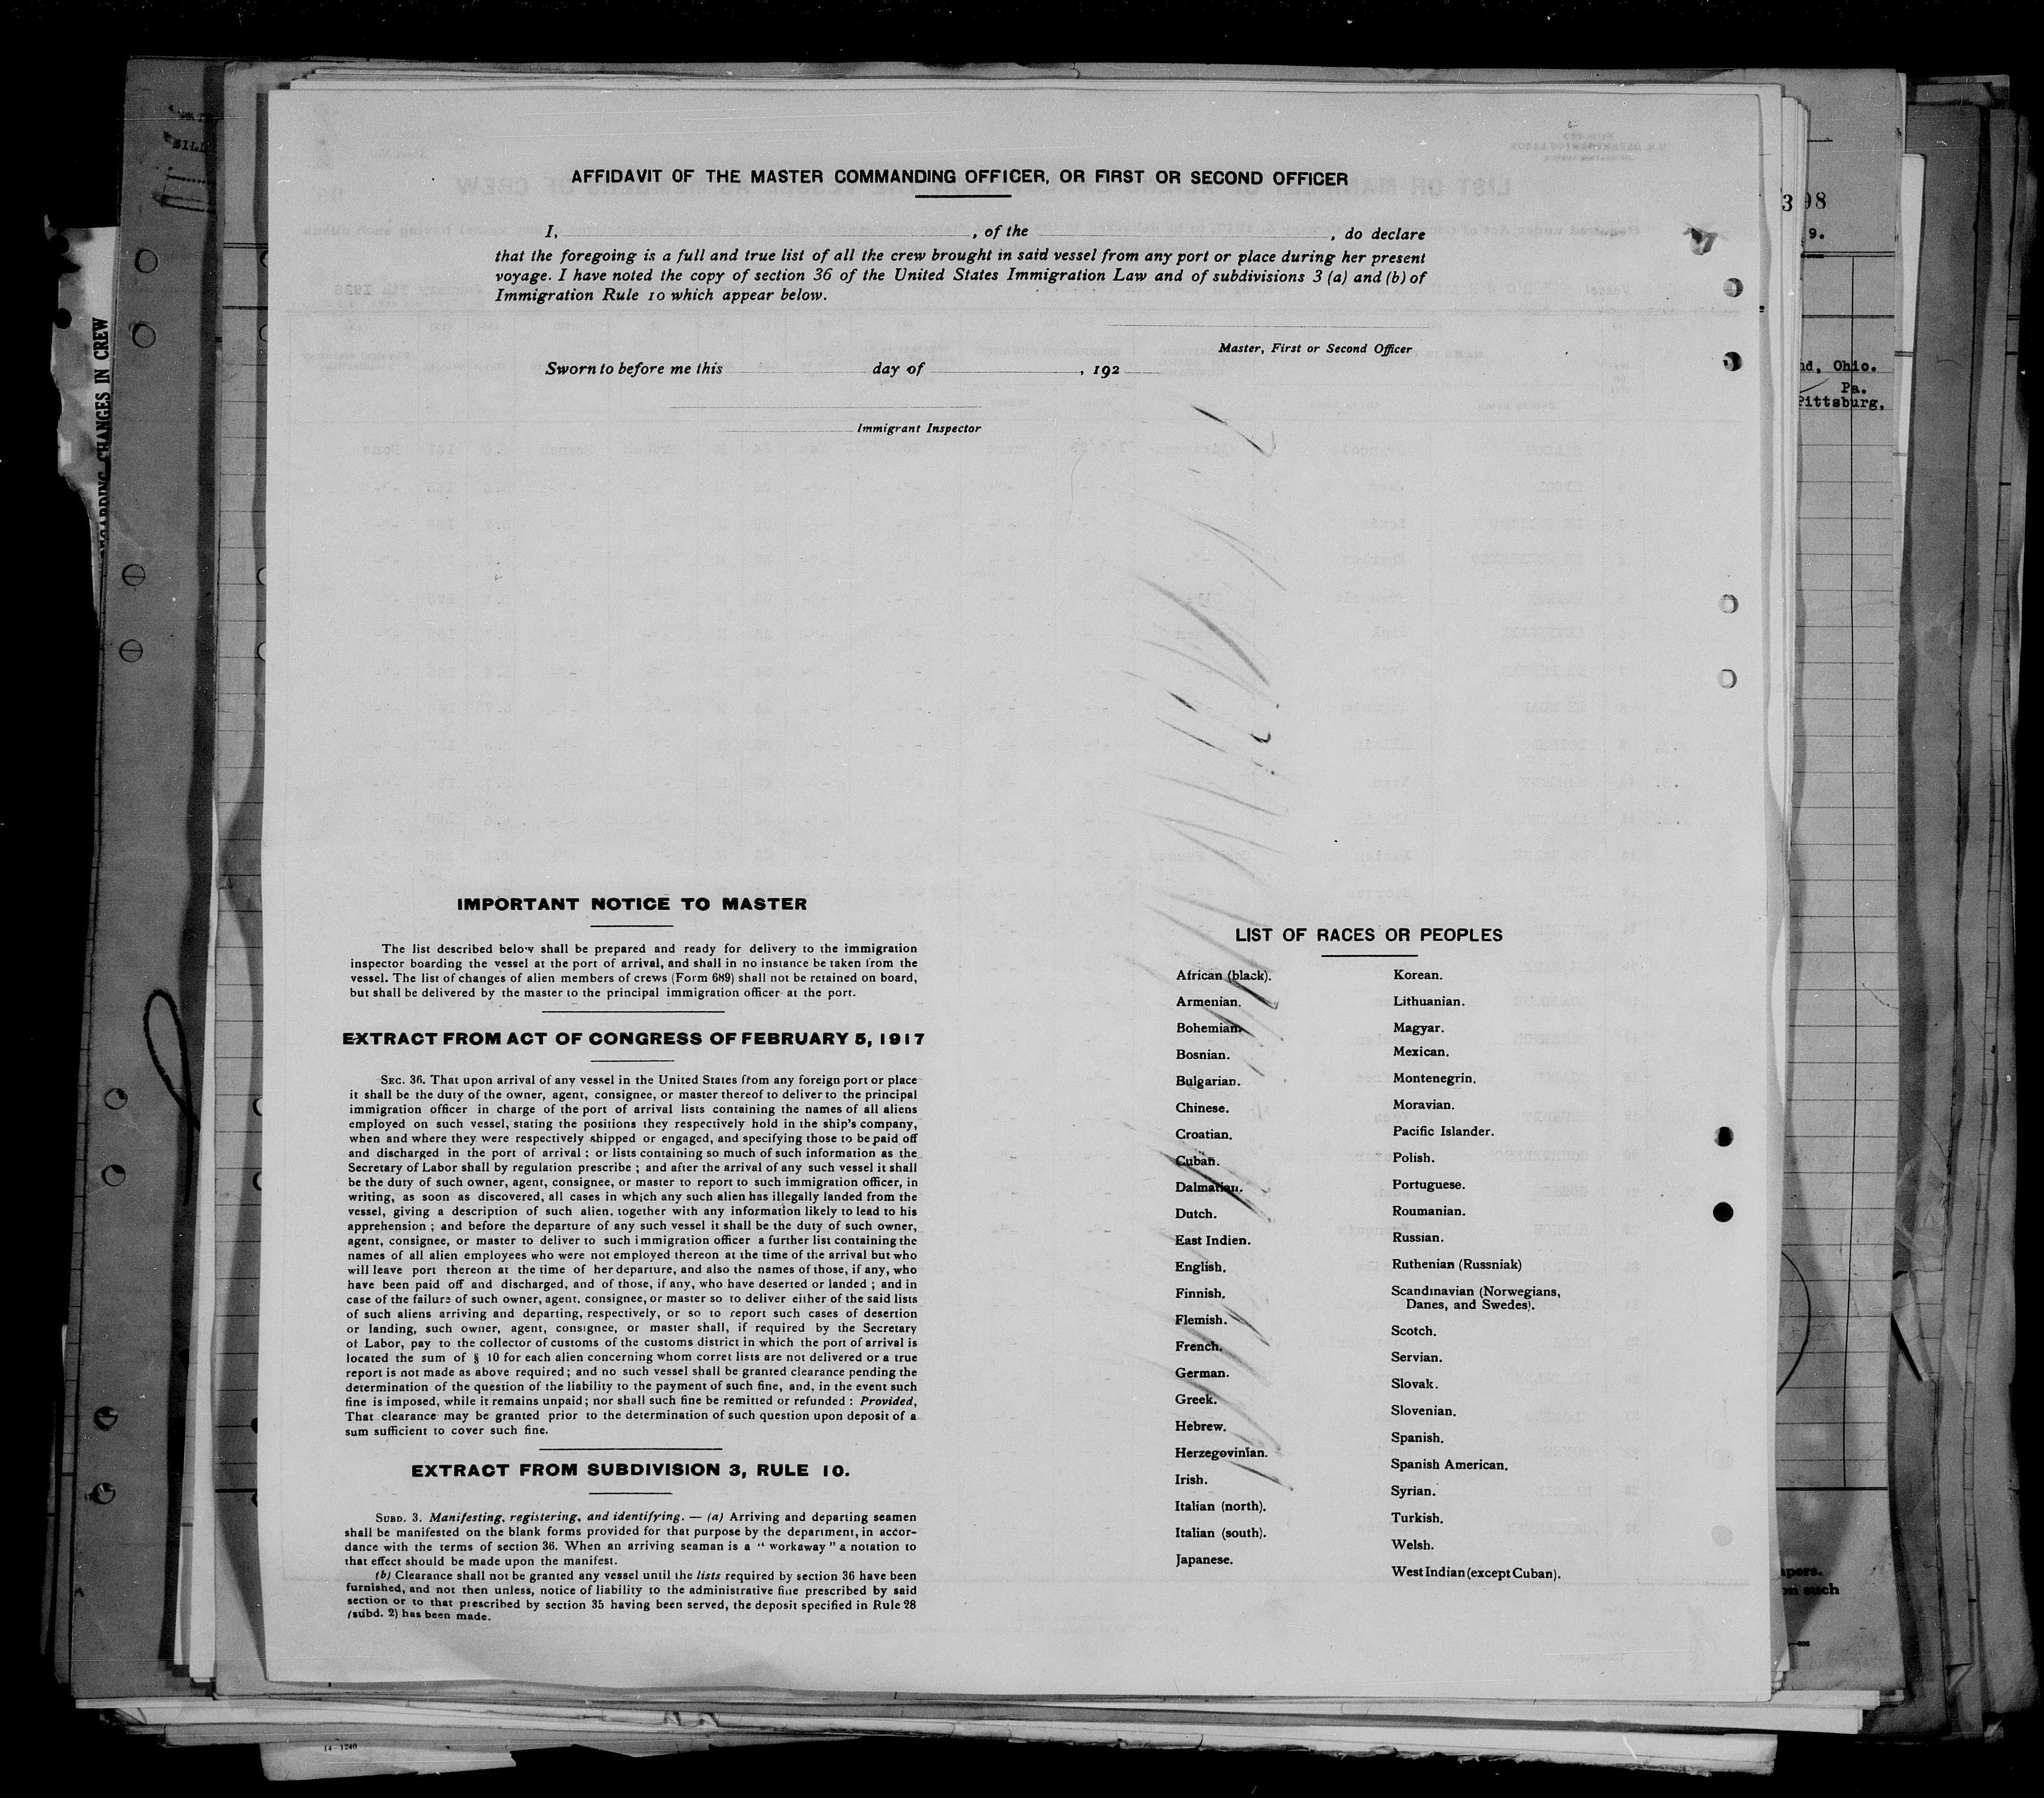 AFFIDAVIT OF THE MASTER COMMANDING OFFICER, OR FIRST OR SECOND OFFICER
I, , of the , do declare
that the foregoing is a full and true list of all the crew brought in said vessel from any port or place during her present
voyage. I have noted the copy of section 36 of the United States Immigration Law and of subdivisions 3 (a) and (b) of
Immigration Rule 10 which appear below.
Master, First or Second Officer
Sworn to before me this day of , 192
Immigrant Inspector
IMPORTANT NOTICE TO MASTER
The list described below shall be prepared and ready for delivery to the immigration
inspector boarding the vessel at the port of arrival, and shall in no instance be taken from the
vessel. The list of changes of alien members of crews (Form 689) shall not be retained on board,
but shall be delivered by the master to the principal immigration officer at the port.
EXTRACT FROM ACT OF CONGRESS OF FEBRUARY 5, 1917
SEC. 36. That upon arrival of any vessel in the United States from any foreign port or place
it shall be the duty of the owner, agent, consignee, or master thereof to deliver to the principal
immigration officer in charge of the port of arrival lists containing the names of all aliens
employed on such vessel, stating the positions they respectively hold in the ship's company,
when and where they were respectively shipped or engaged, and specifying those to be paid off
and discharged in the port of arrival ; or lists containing so much of such information as the
Secretary of Labor shall by regulation prescribe ; and after the arrival of any such vessel it shall
be the duty of such owner, agent, consignee, or master to report to such immigration officer, in
writing, as soon as discovered, all cases in which any such alien has illegally landed from the
vessel, giving a description of such alien, together with any information likely to lead to his
apprehension ; and before the departure of any such vessel it shall be the duty of such owner,
agent, consignee, or master to deliver to such immigration officer a further list containing the
names of all alien employees who were not employed thereon at the time of the arrival but who
will leave port thereon at the time of her departure, and also the names of those, if any, who
have been paid off and discharged, and of those, if any, who have deserted or landed ; and in
case of the failure of such owner, agent, consignee, or master so to deliver either of the said lists
of such aliens arriving and departing, respectively, or so to report such cases of desertion
or landing, such owner, agent, consignee, or master shall, if required by the Secretary
of Labor, pay to the collector of customs of the customs district in which the port of arrival is
located the sum of § 10 for each alien concerning whom corret lists are not delivered or a true
report is not made as above required ; and no such vessel shall be granted clearance pending the
determination of the question of the liability to the payment of such fine, and, in the event such
fine is imposed, while it remains unpaid ; nor shall such fine be remitted or refunded : Provided,
That clearance may be granted prior to the determination of such question upon deposit of a
sum sufficient to cover such fine.
EXTRACT FROM SUBDIVISION 3, RULE 10.
SUBD. 3. Manifesting, registering, and identifying. — (a) Arriving and departing seamen
shall be manifested on the blank forms provided for that purpose by the department, in accor-
dance with the terms of section 36. When an arriving seaman is a " workaway " a notation to
that effect should be made upon the manifest.
(b) Clearance shall not be granted any vessel until the lists required by section 36 have been
furnished, and not then unless, notice of liability to the administrative fine prescribed by said
section or to that prescribed by section 35 having been served, the deposit specified in Rule 28
(subd. 2) has been made.
LIST OF RACES OR PEOPLES
African (black).
Armenian.
Bohemian.
Bosnian.
Bulgarian.
Chinese.
Croatian.
Cuban.
Dalmatian.
Dutch.
East Indien.
English.
Finnish.
Flemish.
French.
German.
Greek.
Hebrew.
Herzegovinian.
Irish.
Italian (north).
Italian (south).
Japanese.
Korean.
Lithuanian.
Magyar.
Mexican.
Montenegrin.
Moravian.
Pacific Islander.
Polish.
Portuguese.
Roumanian.
Russian.
Ruthenian (Russniak)
Scandinavian (Norwegians,
Danes, and Swedes).
Scotch.
Servian.
Slovak.
Slovenian.
Spanish.
Spanish American.
Syrian.
Turkish.
Welsh.
West Indian (except Cuban).
CHANGES IN CREW
398
9.
Ohio.
Pa.
Pittsburg,
such
14—1240